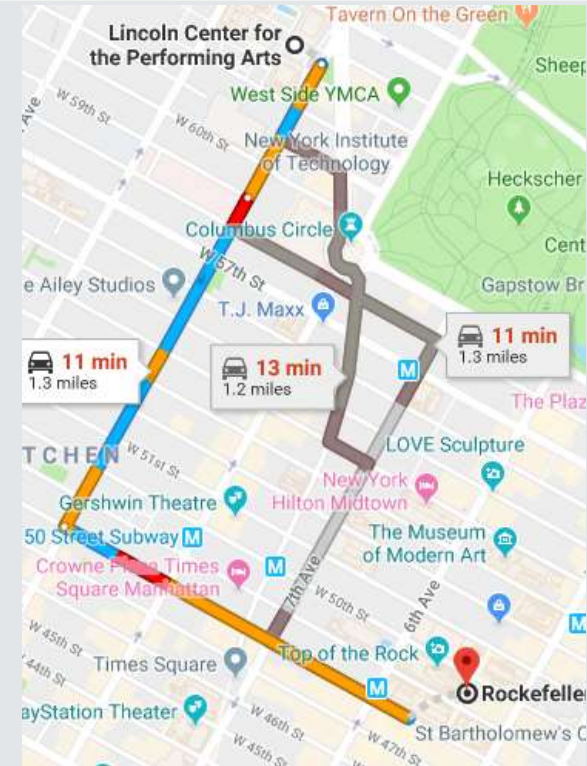 Tavern On the Green
Lincoln Center for
the Performing Arts
Sheep
Ave
W 59th St
West Side YMCA
W 60th St
New York Institute
of Technology
Heckscher
Columbus Circle
Cent
W 57th St
e Ailey Studios
Gapstow Br
T.J. Maxx
11 min
1.3 miles
11 min
1.3 miles
13 min
1.2 miles
M
The Plaz
TCHEN
W 51st St
LOVE Sculpture
New York
Hilton Midtown
Gershwin Theatre
50 Street Subway M
The Museum
of Modern Art
Crowne Plaza Times
Square Manhattan
M
7th Ave
W 50th St
6th Ave
M
W 45th St
44th St
Times Square
Top of the Rock
M
Rockefelle
ayStation Theater
W 46th St
W 45th St
W 47th St
St Bartholomew's C